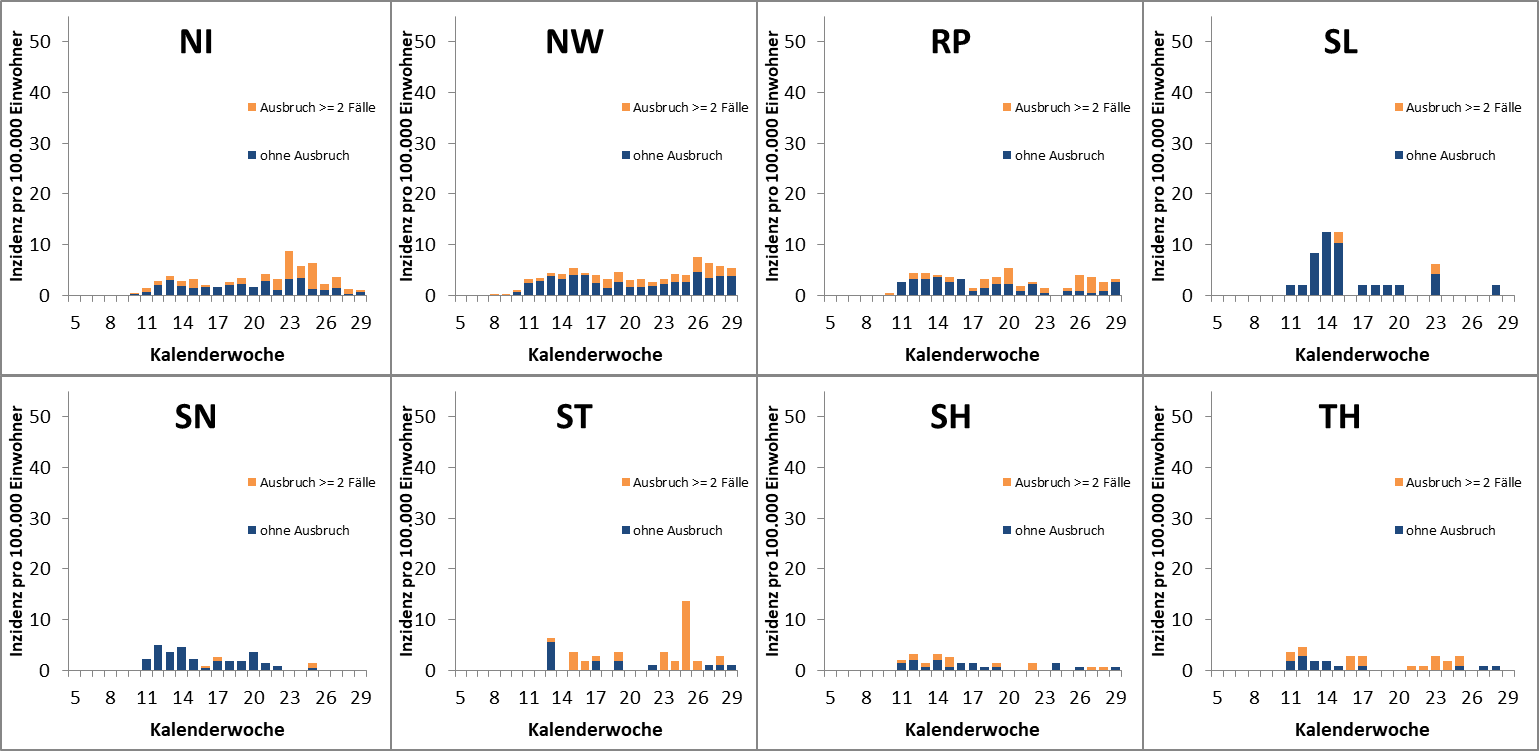 NI
Inzidenz pro 100.000 Einwohner
50
40
30
20
10
0
Ausbruch >= 2 Fälle
ohne Ausbruch
5 8 11 14 17 20 23 26 29
Kalenderwoche
NW
Inzidenz pro 100.000 Einwohner
50
40
30
20
10
0
Ausbruch >= 2 Fälle
ohne Ausbruch
5 8 11 14 17 20 23 26 29
Kalenderwoche
RP
Inzidenz pro 100.000 Einwohner
50
40
30
20
10
0
Ausbruch >= 2 Fälle
ohne Ausbruch
5 8 11 14 17 20 23 26 29
Kalenderwoche
SL
Inzidenz pro 100.000 Einwohner
50
40
30
20
10
0
Ausbruch >= 2 Fälle
ohne Ausbruch
5 8 11 14 17 20 23 26 29
Kalenderwoche
SN
Inzidenz pro 100.000 Einwohner
50
40
30
20
10
0
Ausbruch >= 2 Fälle
ohne Ausbruch
5 8 11 14 17 20 23 26 29
Kalenderwoche
ST
Inzidenz pro 100.000 Einwohner
50
40
30
20
10
0
Ausbruch >= 2 Fälle
ohne Ausbruch
5 8 11 14 17 20 23 26 29
Kalenderwoche
SH
Inzidenz pro 100.000 Einwohner
50
40
30
20
10
0
Ausbruch >= 2 Fälle
ohne Ausbruch
5 8 11 14 17 20 23 26 29
Kalenderwoche
TH
Inzidenz pro 100.000 Einwohner
50
40
30
20
10
0
Ausbruch >= 2 Fälle
ohne Ausbruch
5 8 11 14 17 20 23 26 29
Kalenderwoche